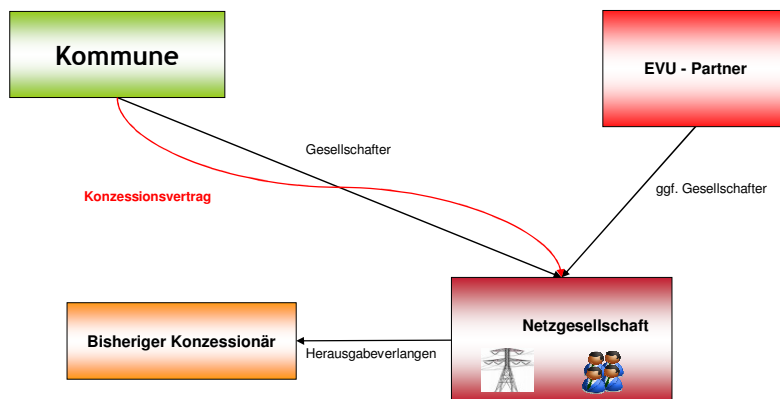 Kommune
EVU - Partner
Gesellschafter
ggf. Gesellschafter
Konzessionsvertrag
Netzgesellschaft
Bisheriger Konzessionär
Herausgabeverlangen